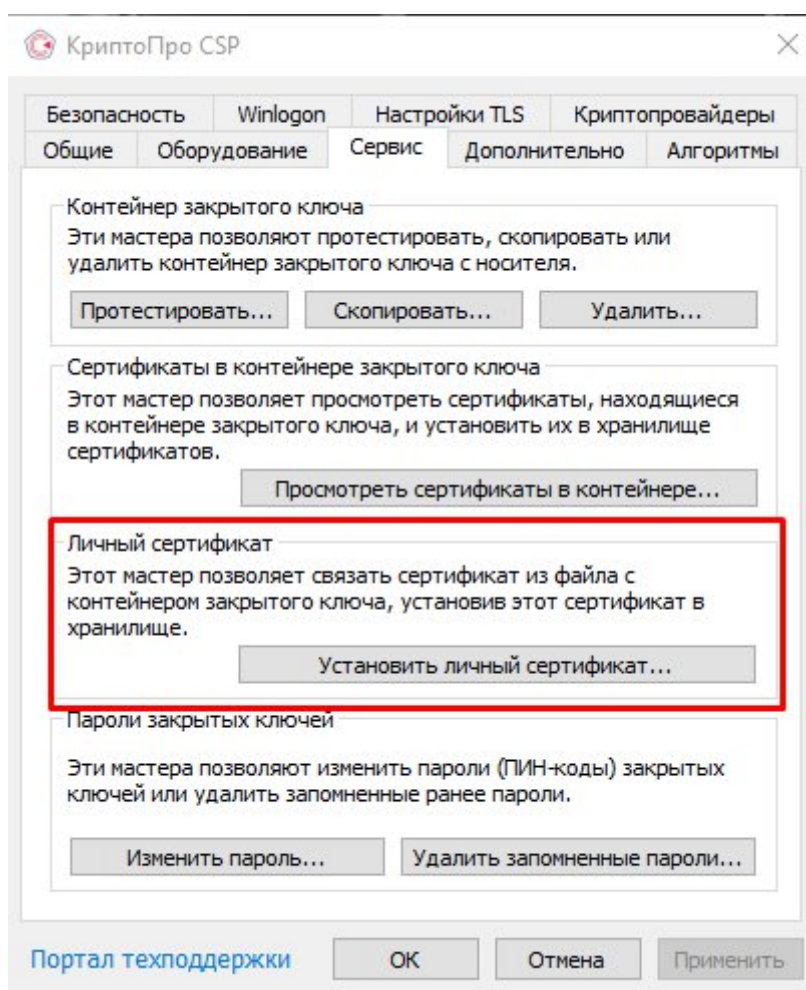 КриптоПро CSP
Безопасность Winlogon Настройки TLS Криптопровайдеры
Общие Оборудование Сервис Дополнительно Алгоритмы
Контейнер закрытого ключа
Эти мастера позволяют протестировать, скопировать или
удалить контейнер закрытого ключа с носителя.
Протестировать... Скопировать... Удалить...
Сертификаты в контейнере закрытого ключа
Этот мастер позволяет просмотреть сертификаты, находящиеся
в контейнере закрытого ключа, и установить их в хранилище
сертификатов.
Просмотреть сертификаты в контейнере...
Личный сертификат
Этот мастер позволяет связать сертификат из файла с
контейнером закрытого ключа, установив этот сертификат в
хранилище.
Установить личный сертификат...
Пароли закрытых ключей
Эти мастера позволяют изменить пароли (ПИН-коды) закрытых
ключей или удалить запомненные ранее пароли.
Изменить пароль... Удалить запомненные пароли...
Портал техподдержки ОК Отмена Применить